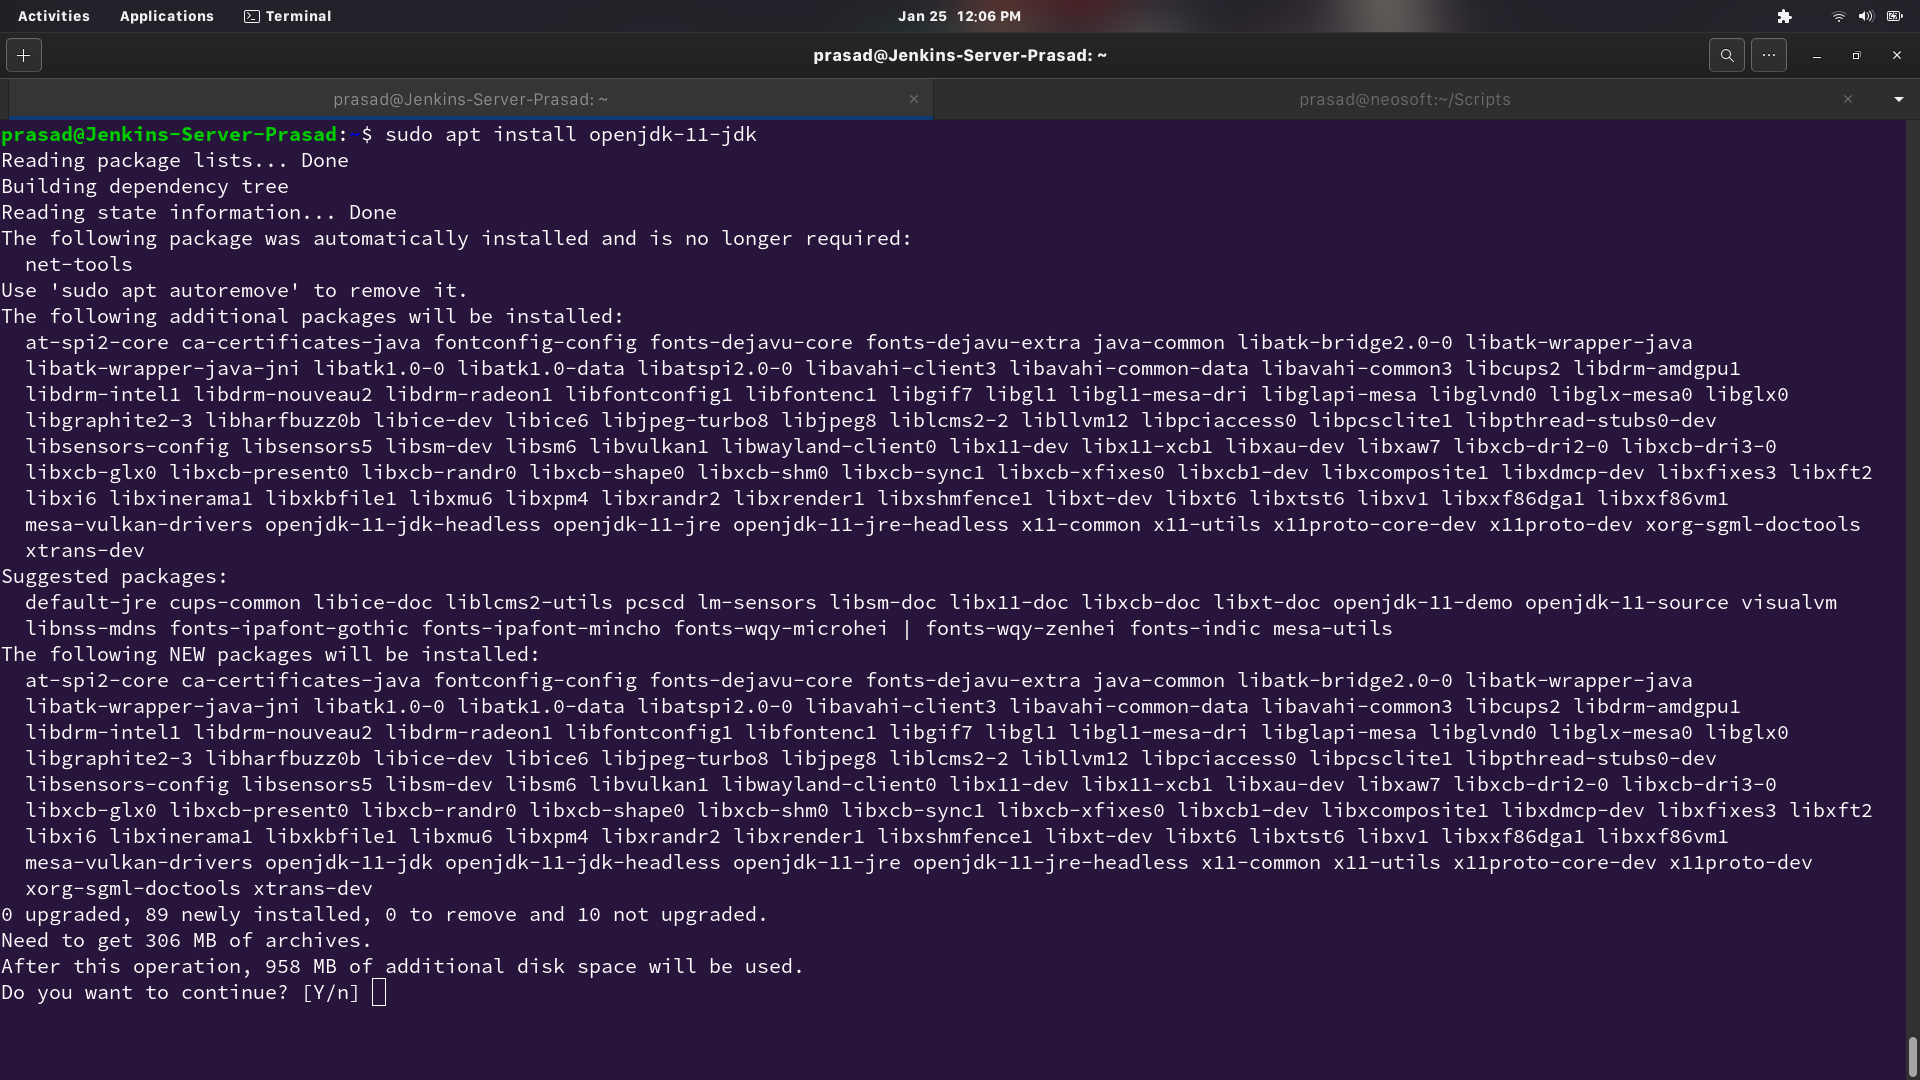 Activities Applications Terminal Jan 25 12:06 PM
prasad@Jenkins-Server-Prasad: ~
prasad@Jenkins-Server-Prasad: ~ prasad@neosoft:~/Scripts
prasad@Jenkins-Server-Prasad:~$ sudo apt install openjdk-11-jdk
Reading package lists... Done
Building dependency tree
Reading state information... Done
The following package was automatically installed and is no longer required:
  net-tools
Use 'sudo apt autoremove' to remove it.
The following additional packages will be installed:
  at-spi2-core ca-certificates-java fontconfig-config fonts-dejavu-core fonts-dejavu-extra java-common libatk-bridge2.0-0 libatk-wrapper-java
  libatk-wrapper-java-jni libatk1.0-0 libatk1.0-data libatspi2.0-0 libavahi-client3 libavahi-common-data libavahi-common3 libcups2 libdrm-amdgpu1
  libdrm-intel1 libdrm-nouveau2 libdrm-radeon1 libfontconfig1 libfontenc1 libgif7 libgl1 libgl1-mesa-dri libglapi-mesa libglvnd0 libglx-mesa0 libglx0
  libgraphite2-3 libharfbuzz0b libice-dev libice6 libjpeg-turbo8 libjpeg8 liblcms2-2 libllvm12 libpciaccess0 libpcsclite1 libpthread-stubs0-dev
  libsensors-config libsensors5 libsm-dev libsm6 libvulkan1 libwayland-client0 libx11-dev libx11-xcb1 libxau-dev libxaw7 libxcb-dri2-0 libxcb-dri3-0
  libxcb-glx0 libxcb-present0 libxcb-randr0 libxcb-shape0 libxcb-shm0 libxcb-sync1 libxcb-xfixes0 libxcb1-dev libxcomposite1 libxdmcp-dev libxfixes3 libxft2
  libxi6 libxinerama1 libxkbfile1 libxmu6 libxpm4 libxrandr2 libxrender1 libxshmfence1 libxt-dev libxt6 libxtst6 libxv1 libxxf86dga1 libxxf86vm1
  mesa-vulkan-drivers openjdk-11-jdk-headless openjdk-11-jre openjdk-11-jre-headless x11-common x11-utils x11proto-core-dev x11proto-dev xorg-sgml-doctools
  xtrans-dev
Suggested packages:
  default-jre cups-common libice-doc liblcms2-utils pcscd lm-sensors libsm-doc libx11-doc libxcb-doc libxt-doc openjdk-11-demo openjdk-11-source visualvm
  libnss-mdns fonts-ipafont-gothic fonts-ipafont-mincho fonts-wqy-microhei | fonts-wqy-zenhei fonts-indic mesa-utils
The following NEW packages will be installed:
  at-spi2-core ca-certificates-java fontconfig-config fonts-dejavu-core fonts-dejavu-extra java-common libatk-bridge2.0-0 libatk-wrapper-java
  libatk-wrapper-java-jni libatk1.0-0 libatk1.0-data libatspi2.0-0 libavahi-client3 libavahi-common-data libavahi-common3 libcups2 libdrm-amdgpu1
  libdrm-intel1 libdrm-nouveau2 libdrm-radeon1 libfontconfig1 libfontenc1 libgif7 libgl1 libgl1-mesa-dri libglapi-mesa libglvnd0 libglx-mesa0 libglx0
  libgraphite2-3 libharfbuzz0b libice-dev libice6 libjpeg-turbo8 libjpeg8 liblcms2-2 libllvm12 libpciaccess0 libpcsclite1 libpthread-stubs0-dev
  libsensors-config libsensors5 libsm-dev libsm6 libvulkan1 libwayland-client0 libx11-dev libx11-xcb1 libxau-dev libxaw7 libxcb-dri2-0 libxcb-dri3-0
  libxcb-glx0 libxcb-present0 libxcb-randr0 libxcb-shape0 libxcb-shm0 libxcb-sync1 libxcb-xfixes0 libxcb1-dev libxcomposite1 libxdmcp-dev libxfixes3 libxft2
  libxi6 libxinerama1 libxkbfile1 libxmu6 libxpm4 libxrandr2 libxrender1 libxshmfence1 libxt-dev libxt6 libxtst6 libxv1 libxxf86dga1 libxxf86vm1
  mesa-vulkan-drivers openjdk-11-jdk openjdk-11-jdk-headless openjdk-11-jre openjdk-11-jre-headless x11-common x11-utils x11proto-core-dev x11proto-dev
  xorg-sgml-doctools xtrans-dev
0 upgraded, 89 newly installed, 0 to remove and 10 not upgraded.
Need to get 306 MB of archives.
After this operation, 958 MB of additional disk space will be used.
Do you want to continue? [Y/n]